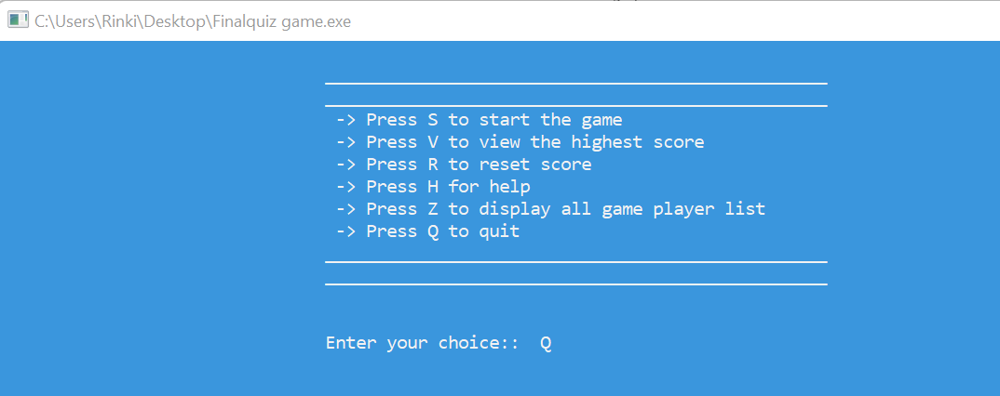 C:\Users\Rinki\Desktop\Finalquiz game.exe
-> Press S to start the game
-> Press V to view the highest score
-> Press R to reset score
-> Press H for help
-> Press Z to display all game player list
-> Press Q to quit
Enter your choice:: Q